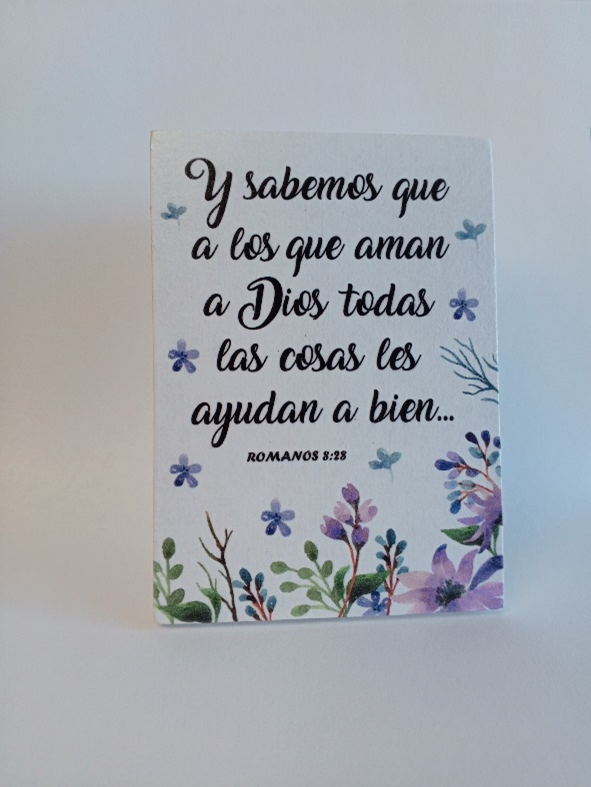 Y sabemos que
a los que aman
a Dios todas
las cosas les
ayudan a bien...
ROMANOS 8:28